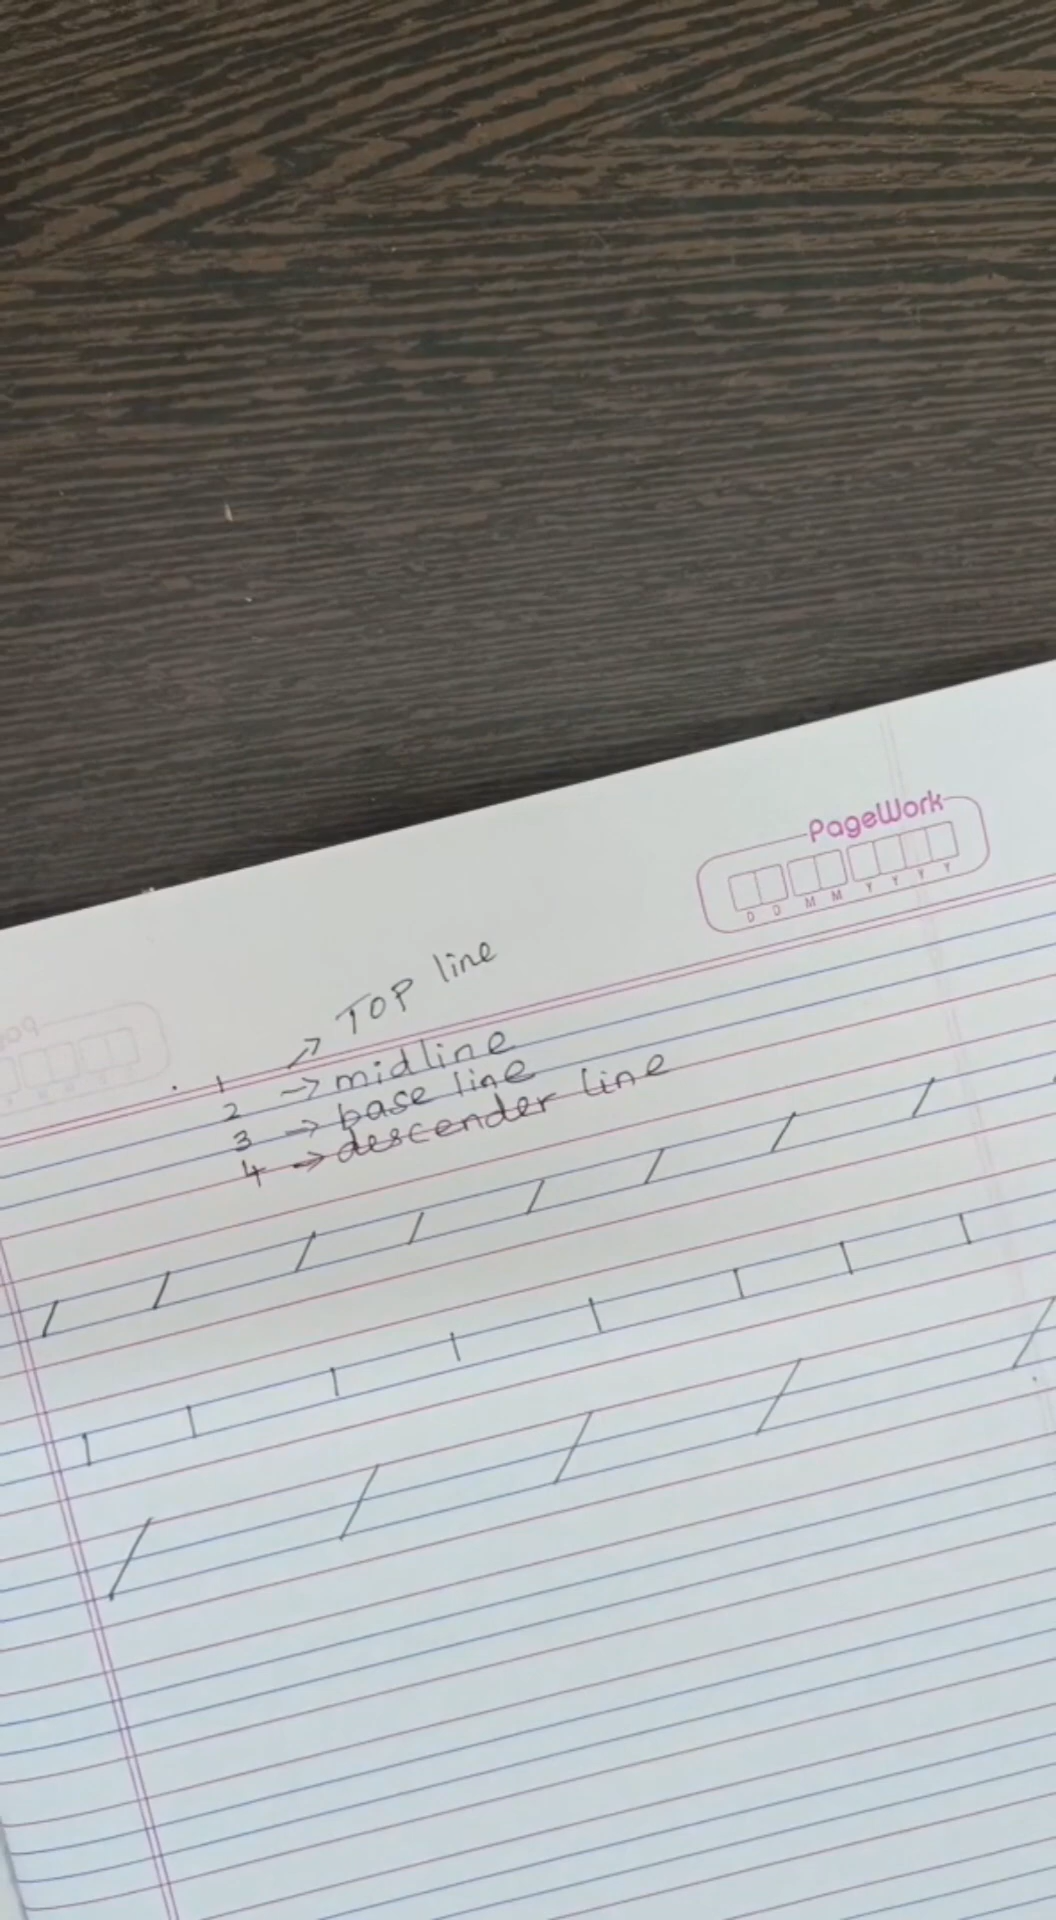 PageWork
D D M M Y Y Y Y
1 → TOP line
2 → midline
3 → base line
4 → descender line